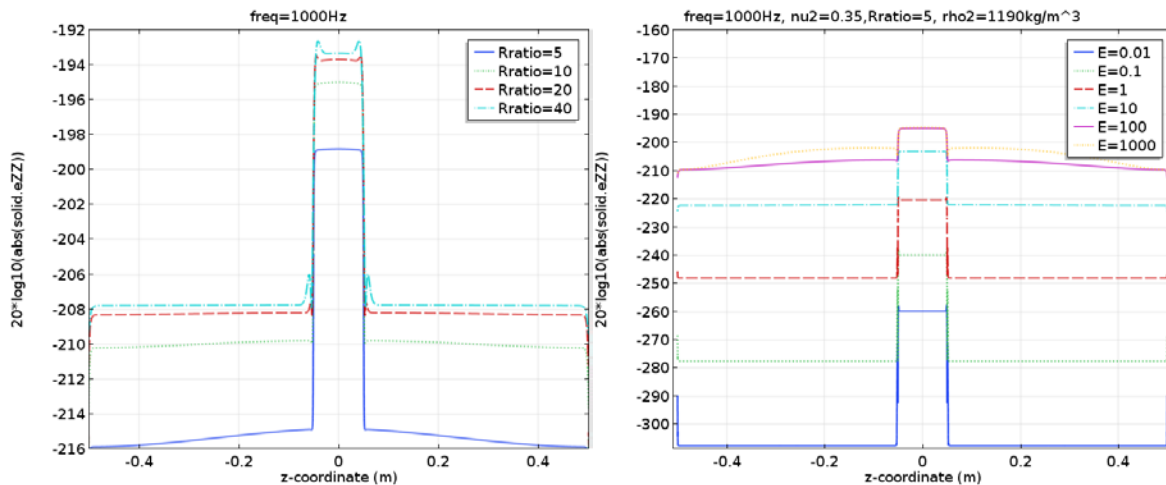 freq=1000Hz
-192
-194
-196
-198
-200
-202
-204
-206
-208
-210
-212
-214
-216
20*log10(abs(solid.eZZ))
Rratio=5
Rratio=10
Rratio=20
Rratio=40
-0.4
-0.2
0
0.2
0.4
z-coordinate (m)
freq=1000Hz, nu2=0.35,Rratio=5, rho2=1190kg/m^3
-160
-170
-180
-190
-200
-210
-220
-230
-240
-250
-260
-270
-280
-290
-300
20*log10(abs(solid.eZZ))
E=0.01
E=0.1
E=1
E=10
E=100
E=1000
-0.4
-0.2
0
0.2
0.4
z-coordinate (m)